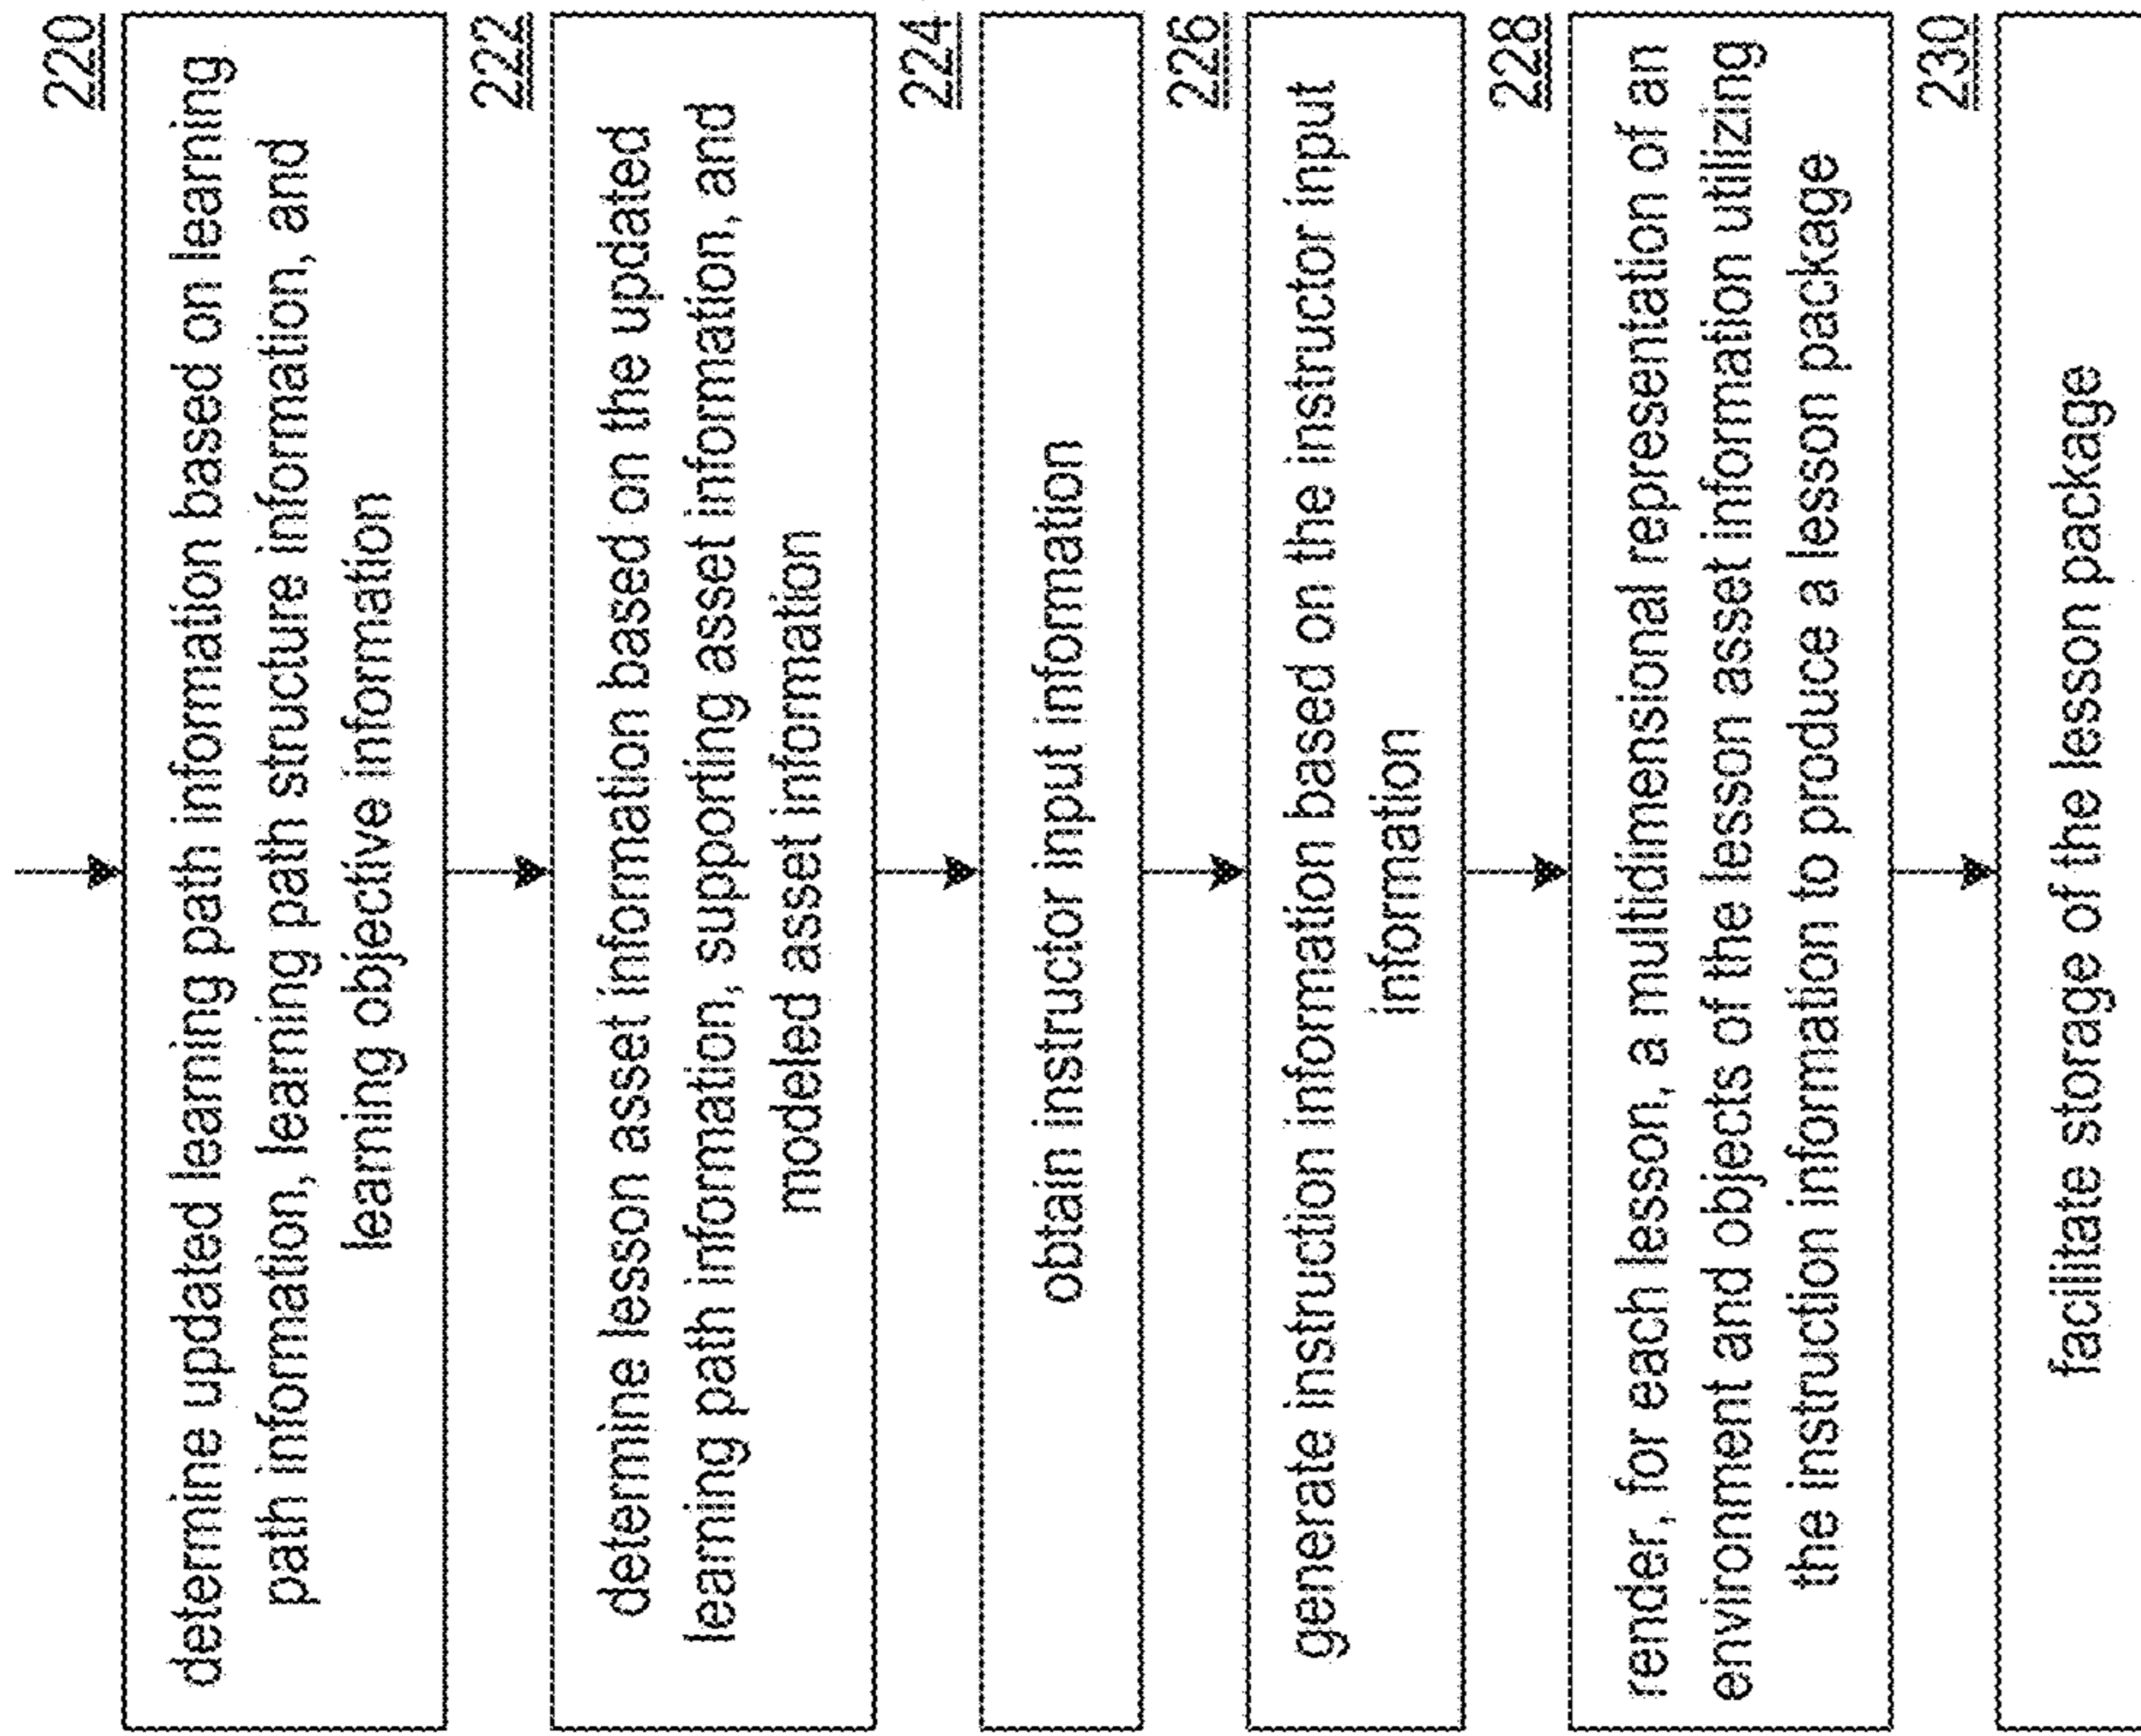 220
determine updated learning path information based on learning
path information, learning path structure information, and
learning objective information
222
determine lesson asset information based on the updated
learning path information, supporting asset information, and
modeled asset information
224
obtain instructor input information
226
generate instruction information based on the instructor input
information
228
render, for each lesson, a multidimensional representation of an
environment and objects of the lesson asset information utilizing
the instruction information to produce a lesson package
230
facilitate storage of the lesson package